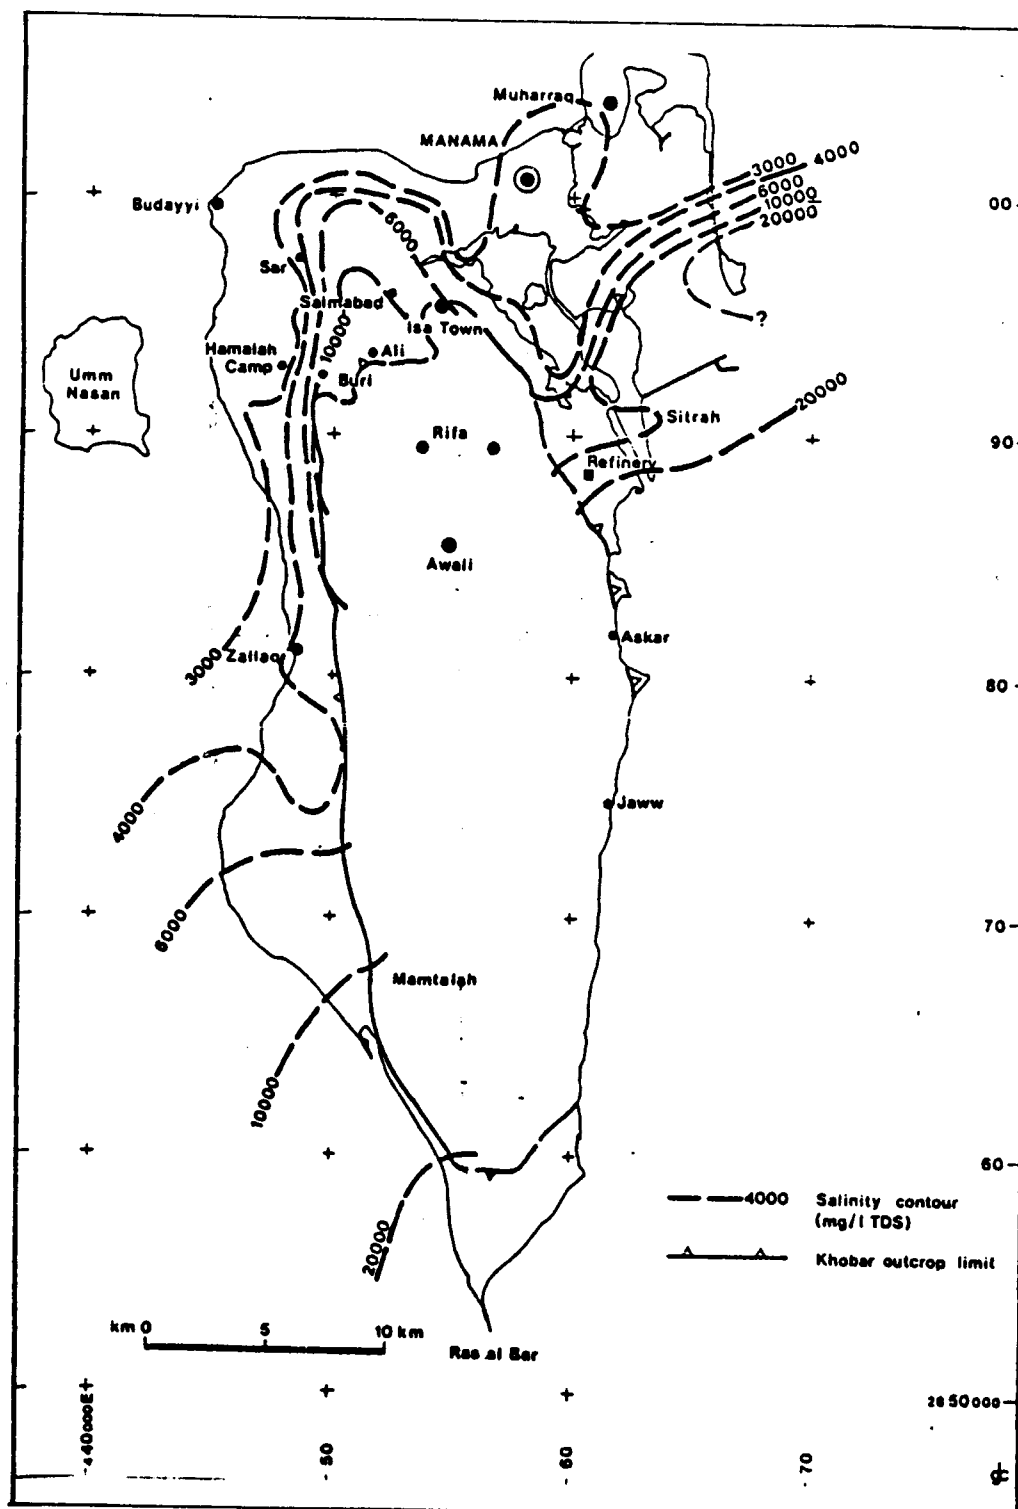 Muharraq
MANAMA
3000
4000
6000
10000
20000
00
Budayyi
6000
Sar
Salmabad
?
Isa Town
Hamalah
Camp
10000
Ali
Buri
Umm
Nasan
20000
Sitrah
Rifa
90
Refinery
Awali
Askar
3000
Zallaq
80
4000
Jaww
6000
70
Mamtalah
10000
60
4000
Salinity contour
(mg/l TDS)
20000
Khobar outcrop limit
km 0
5
10 km
Ras al Bar
440000E
50
60
70
2850000